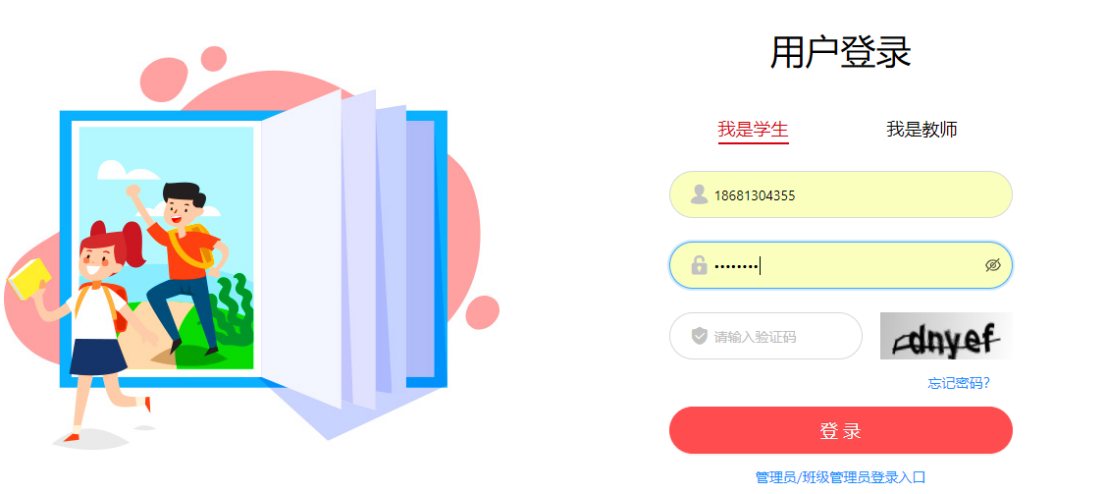 用户登录
我是学生 我是教师
18681304355
••••••••
请输入验证码 dnyef
忘记密码?
登 录
管理员/班级管理员登录入口